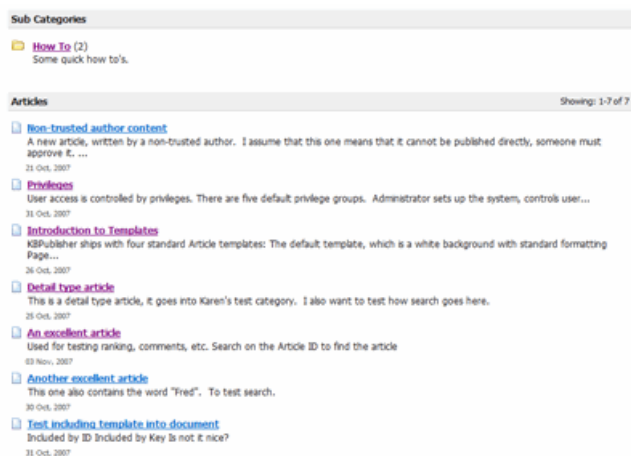 Sub Categories
How To (2)
Some quick how to's.
Articles Showing: 1-7 of 7
Non-trusted author content
A new article, written by a non-trusted author. I assume that this one means that it cannot be published directly, someone must
approve it. ...
21 Oct, 2007
Privileges
User access is controlled by privileges. There are five default privilege groups. Administrator sets up the system, controls user...
31 Oct, 2007
Introduction to Templates
KBPublisher ships with four standard Article templates: The default template, which is a white background with standard formatting
Page...
26 Oct, 2007
Detail type article
This is a detail type article, it goes into Karen's test category. I also want to test how search goes here.
25 Oct, 2007
An excellent article
Used for testing ranking, comments, etc. Search on the Article ID to find the article
03 Nov, 2007
Another excellent article
This one also contains the word "Fred". To test search.
30 Oct, 2007
Test including template into document
Included by ID Included by Key Is not it nice?
31 Oct, 2007